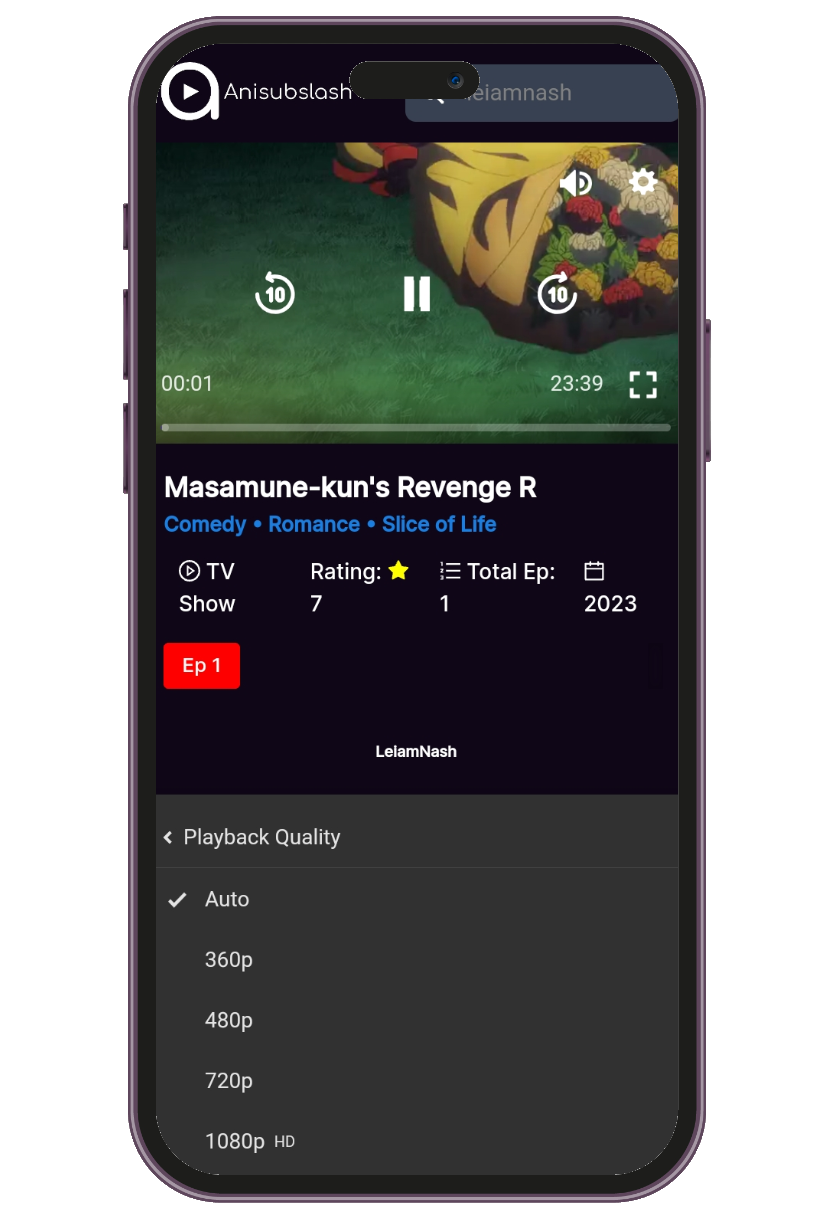 Anisubslash
leiamnash
10
10
00:01
23:39
Masamune-kun's Revenge R
Comedy • Romance • Slice of Life
TV Show
Rating: 7
Total Ep: 1
2023
Ep 1
LeIamNash
Playback Quality
Auto
360p
480p
720p
1080p HD